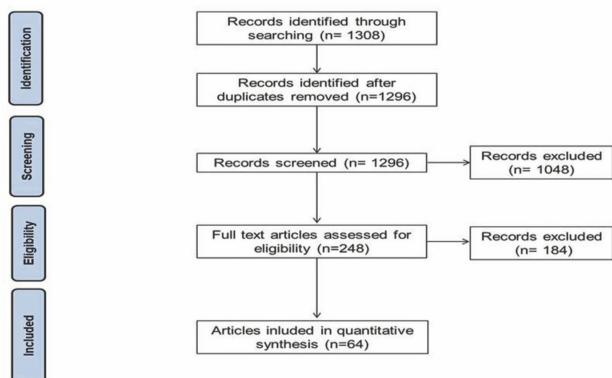 Identification
Records identified through
searching (n= 1308)
Records identified after
duplicates removed (n=1296)
Screening
Records screened (n= 1296)
Records excluded
(n= 1048)
Eligibility
Full text articles assessed for
eligibility (n=248)
Records excluded
(n= 184)
Included
Articles inluded in quantitative
synthesis (n=64)